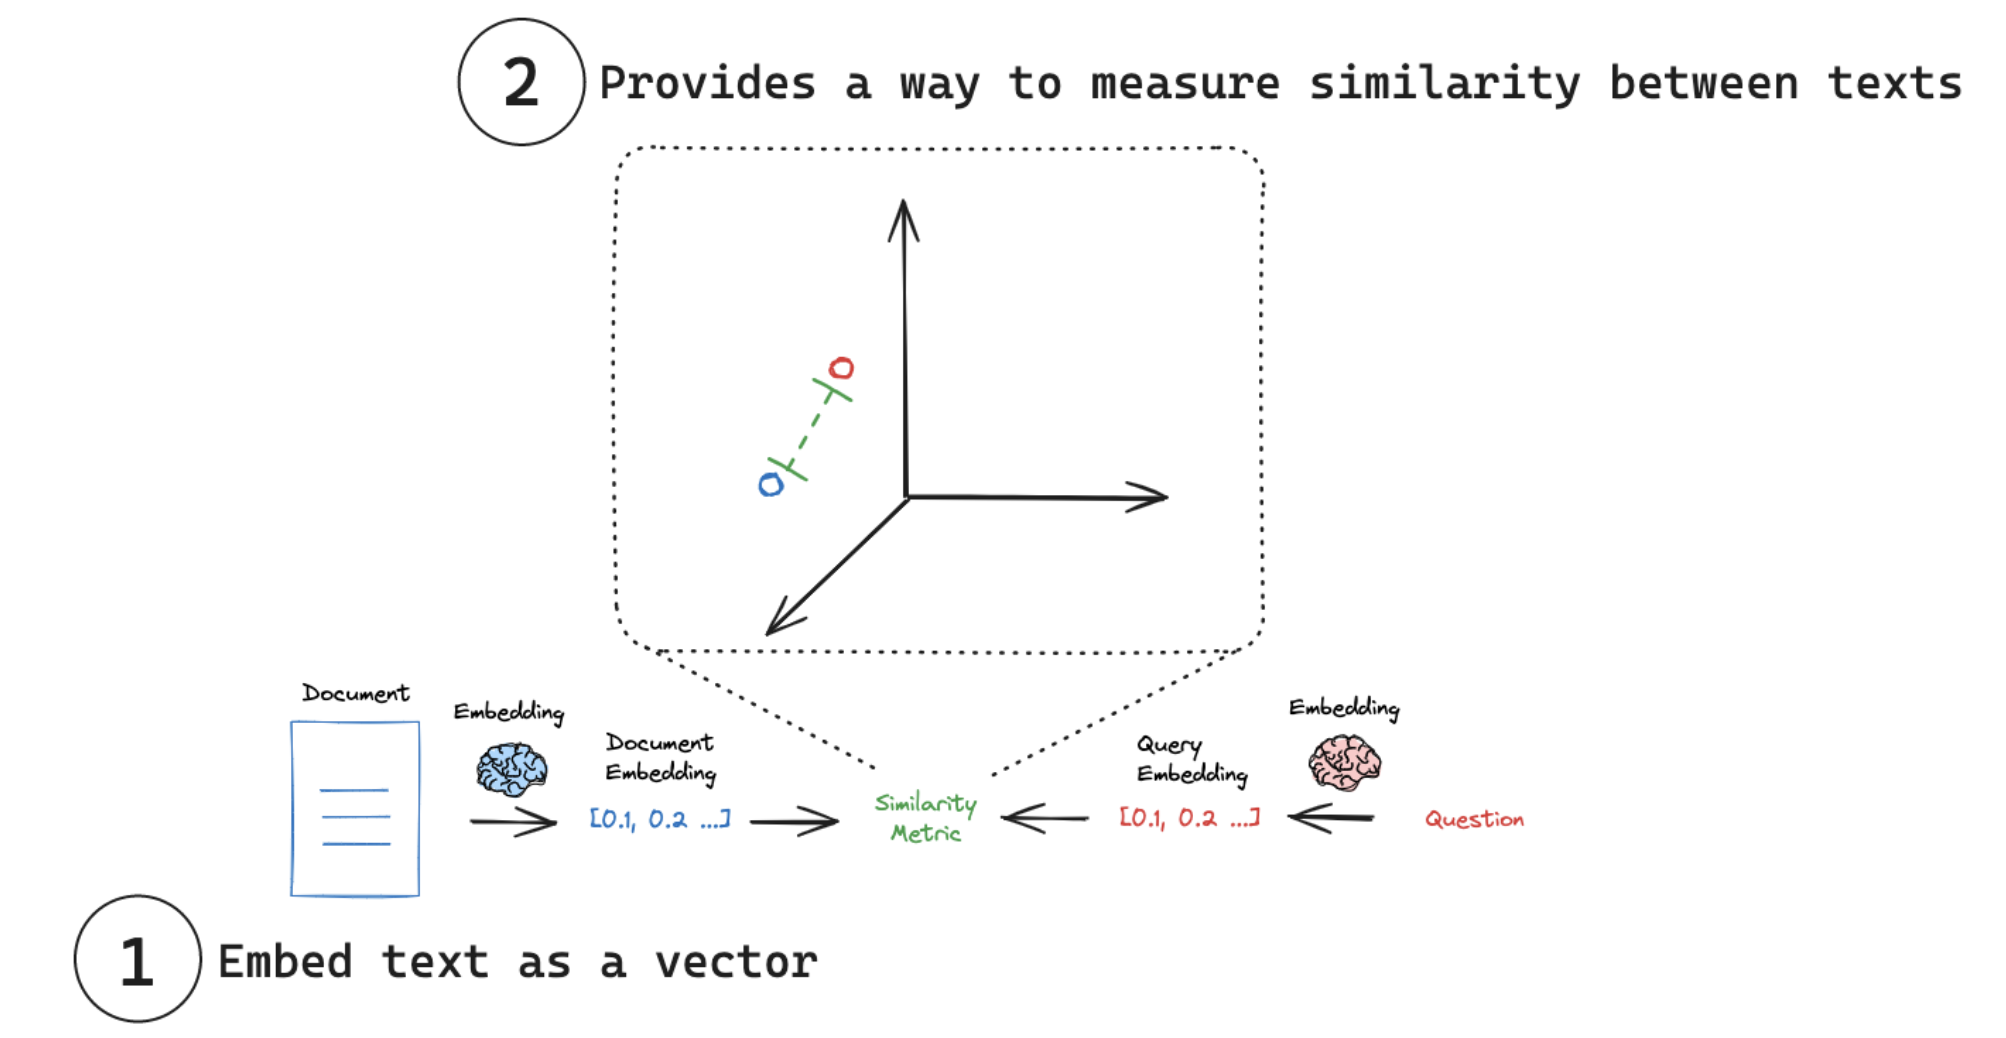 2
Provides a way to measure similarity between texts
Document
Embedding
Document
Embedding
[0.1, 0.2 ...]
Similarity
Metric
Query
Embedding
[0.1, 0.2 ...]
Embedding
Question
1
Embed text as a vector